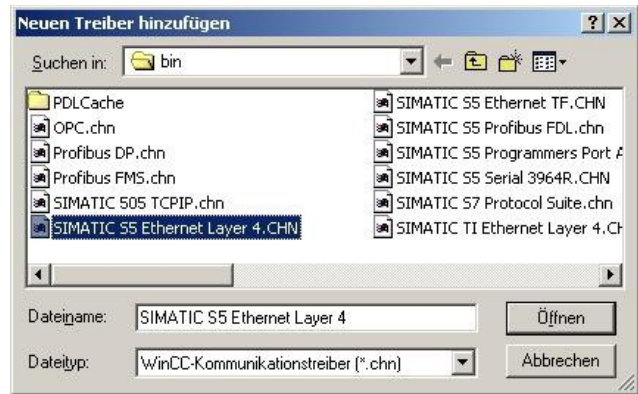 Neuen Treiber hinzufügen
Suchen in: bin
PDLCache
OPC.chn
Profibus DP.chn
Profibus FMS.chn
SIMATIC 505 TCPIP.chn
SIMATIC S5 Ethernet Layer 4.CHN
SIMATIC S5 Ethernet TF.CHN
SIMATIC S5 Profibus FDL.chn
SIMATIC S5 Programmers Port A
SIMATIC S5 Serial 3964R.CHN
SIMATIC S7 Protocol Suite.chn
SIMATIC TI Ethernet Layer 4.CH
Dateiname: SIMATIC S5 Ethernet Layer 4 Öffnen
Dateityp: WinCC-Kommunikationstreiber (*.chn) Abbrechen